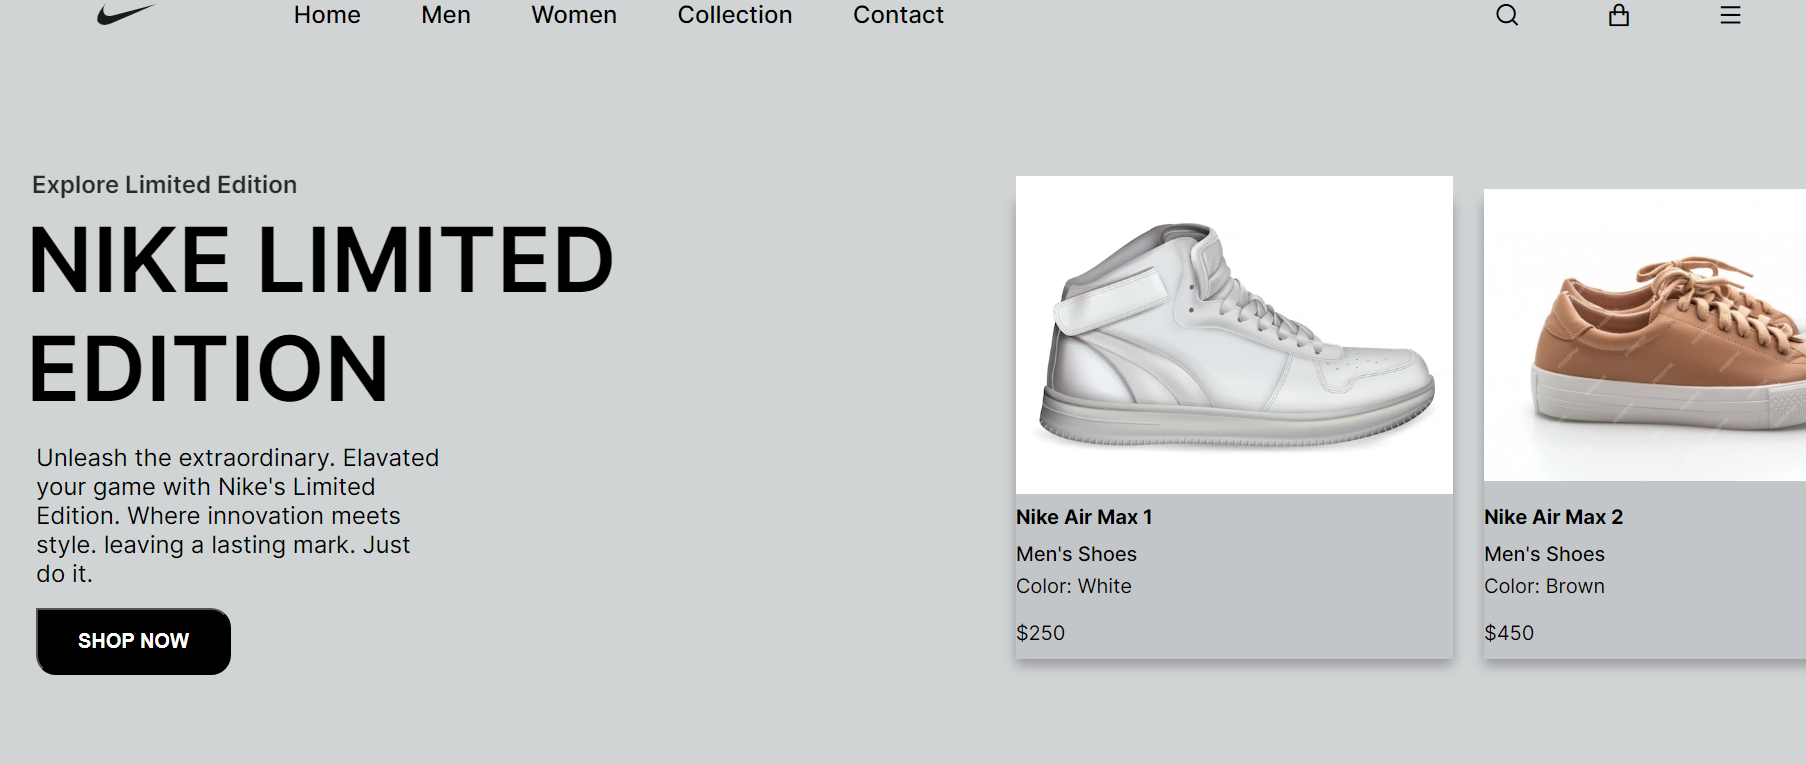 Home Men Women Collection Contact
Explore Limited Edition
NIKE LIMITED
EDITION
Unleash the extraordinary. Elavated
your game with Nike's Limited
Edition. Where innovation meets
style. leaving a lasting mark. Just
do it.
SHOP NOW
Nike Air Max 1
Men's Shoes
Color: White
$250
Nike Air Max 2
Men's Shoes
Color: Brown
$450